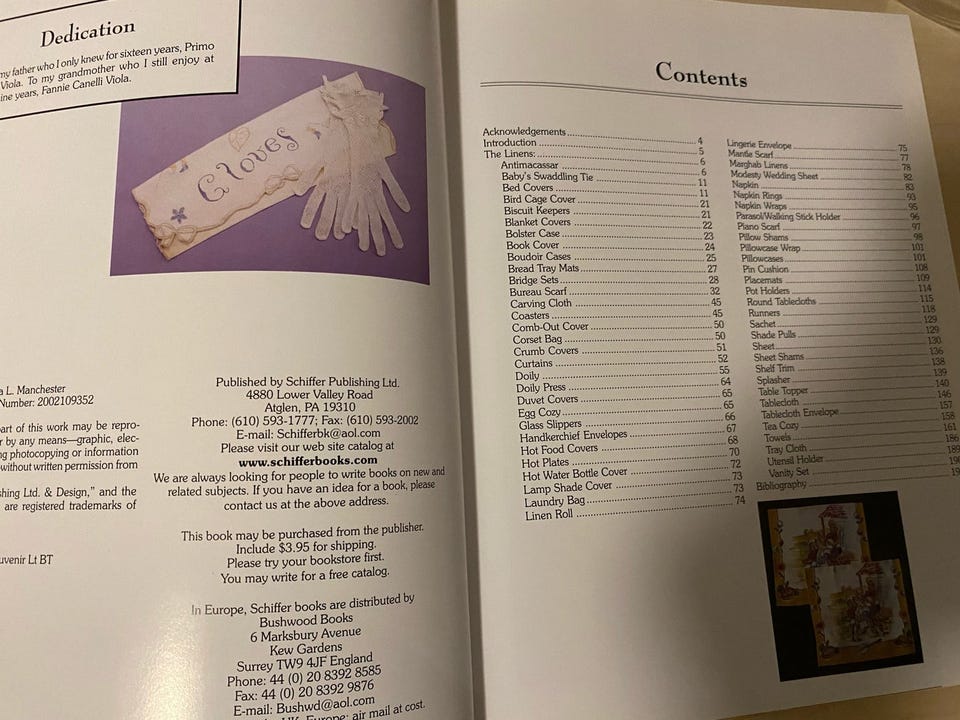 Dedication
my father who I only knew for sixteen years, Primo
Viola. To my grandmother who I still enjoy at
ine years, Fannie Canelli Viola.
Gloves
a L. Manchester
Number: 2002109352
part of this work may be repro-
r by any means—graphic, elec-
ng photocopying or information
without written permission from
hing Ltd. & Design," and the
are registered trademarks of
uvenir Lt BT
Published by Schiffer Publishing Ltd.
4880 Lower Valley Road
Atglen, PA 19310
Phone: (610) 593-1777; Fax: (610) 593-2002
E-mail: Schifferbk@aol.com
Please visit our web site catalog at
www.schifferbooks.com
We are always looking for people to write books on new and
related subjects. If you have an idea for a book, please
contact us at the above address.
This book may be purchased from the publisher.
Include $3.95 for shipping.
Please try your bookstore first.
You may write for a free catalog.
In Europe, Schiffer books are distributed by
Bushwood Books
6 Marksbury Avenue
Kew Gardens
Surrey TW9 4JF England
Phone: 44 (0) 20 8392 8585
Fax: 44 (0) 20 8392 9876
E-mail: Bushwd@aol.com
Europe: air mail at cost.
Contents
Acknowledgements 4
Introduction 5
The Linens: 6
Antimacassar 6
Baby's Swaddling Tie 11
Bed Covers 11
Bird Cage Cover 21
Biscuit Keepers 21
Blanket Covers 22
Bolster Case 23
Book Cover 24
Boudoir Cases 25
Bread Tray Mats 27
Bridge Sets 28
Bureau Scarf 32
Carving Cloth 45
Coasters 45
Comb-Out Cover 50
Corset Bag 50
Crumb Covers 51
Curtains 52
Doily 55
Doily Press 64
Duvet Covers 65
Egg Cozy 65
Glass Slippers 66
Handkerchief Envelopes 67
Hot Food Covers 68
Hot Plates 70
Hot Water Bottle Cover 72
Lamp Shade Cover 73
Laundry Bag 73
Linen Roll 74
Lingerie Envelope 75
Mantle Scarf 77
Marghab Linens 78
Modesty Wedding Sheet 82
Napkin 83
Napkin Rings 93
Napkin Wraps 95
Parasol/Walking Stick Holder 96
Piano Scarf 97
Pillow Shams 98
Pillowcase Wrap 101
Pillowcases 101
Pin Cushion 108
Placemats 109
Pot Holders 114
Round Tablecloths 115
Runners 118
Sachet 129
Shade Pulls 129
Sheet 130
Sheet Shams 136
Shelf Trim 138
Splasher 139
Table Topper 140
Tablecloth 146
Tablecloth Envelope 157
Tea Cozy 158
Towels 161
Tray Cloth 186
Utensil Holder 189
Vanity Set
Bibliography